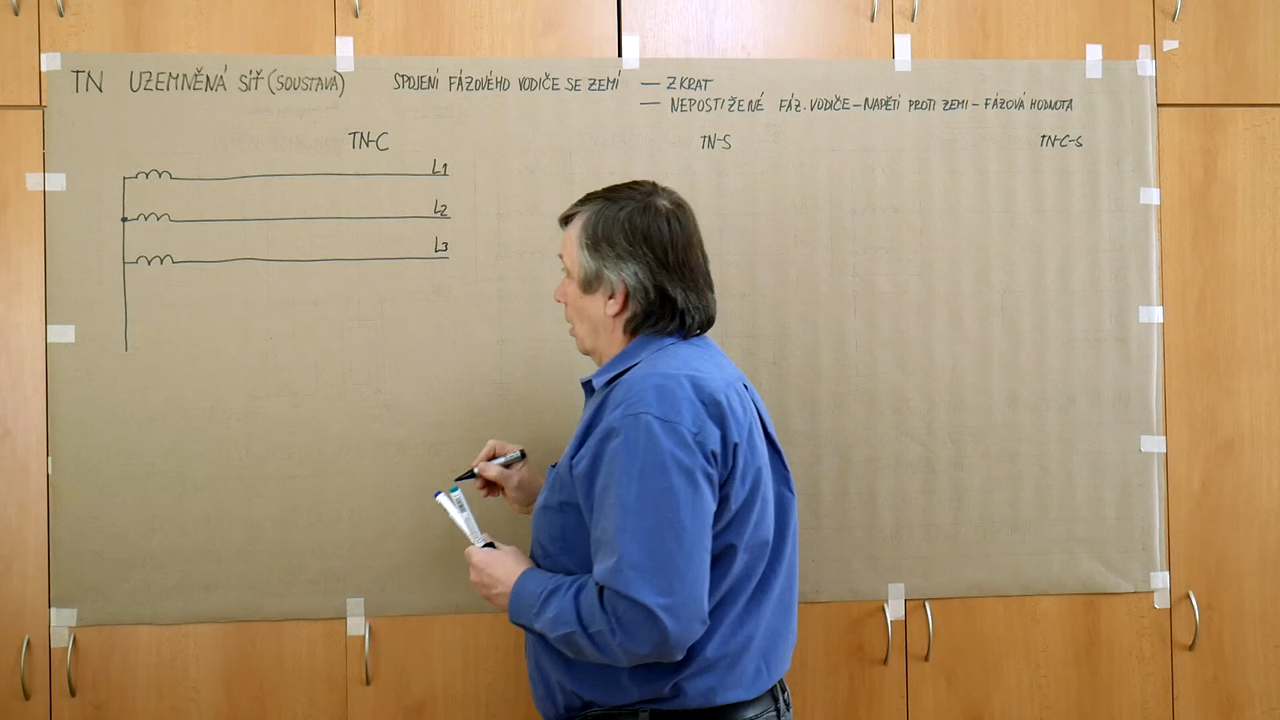 TN UZEMNĚNÁ SÍŤ (SOUSTAVA) SPOJENÍ FÁZOVÉHO VODIČE SE ZEMÍ — ZKRAT
— NEPOSTIŽENÉ FÁZ. VODIČE – NAPĚTÍ PROTI ZEMI – FÁZOVÁ HODNOTA
TN-C TN-S TN-C-S
L1
L2
L3